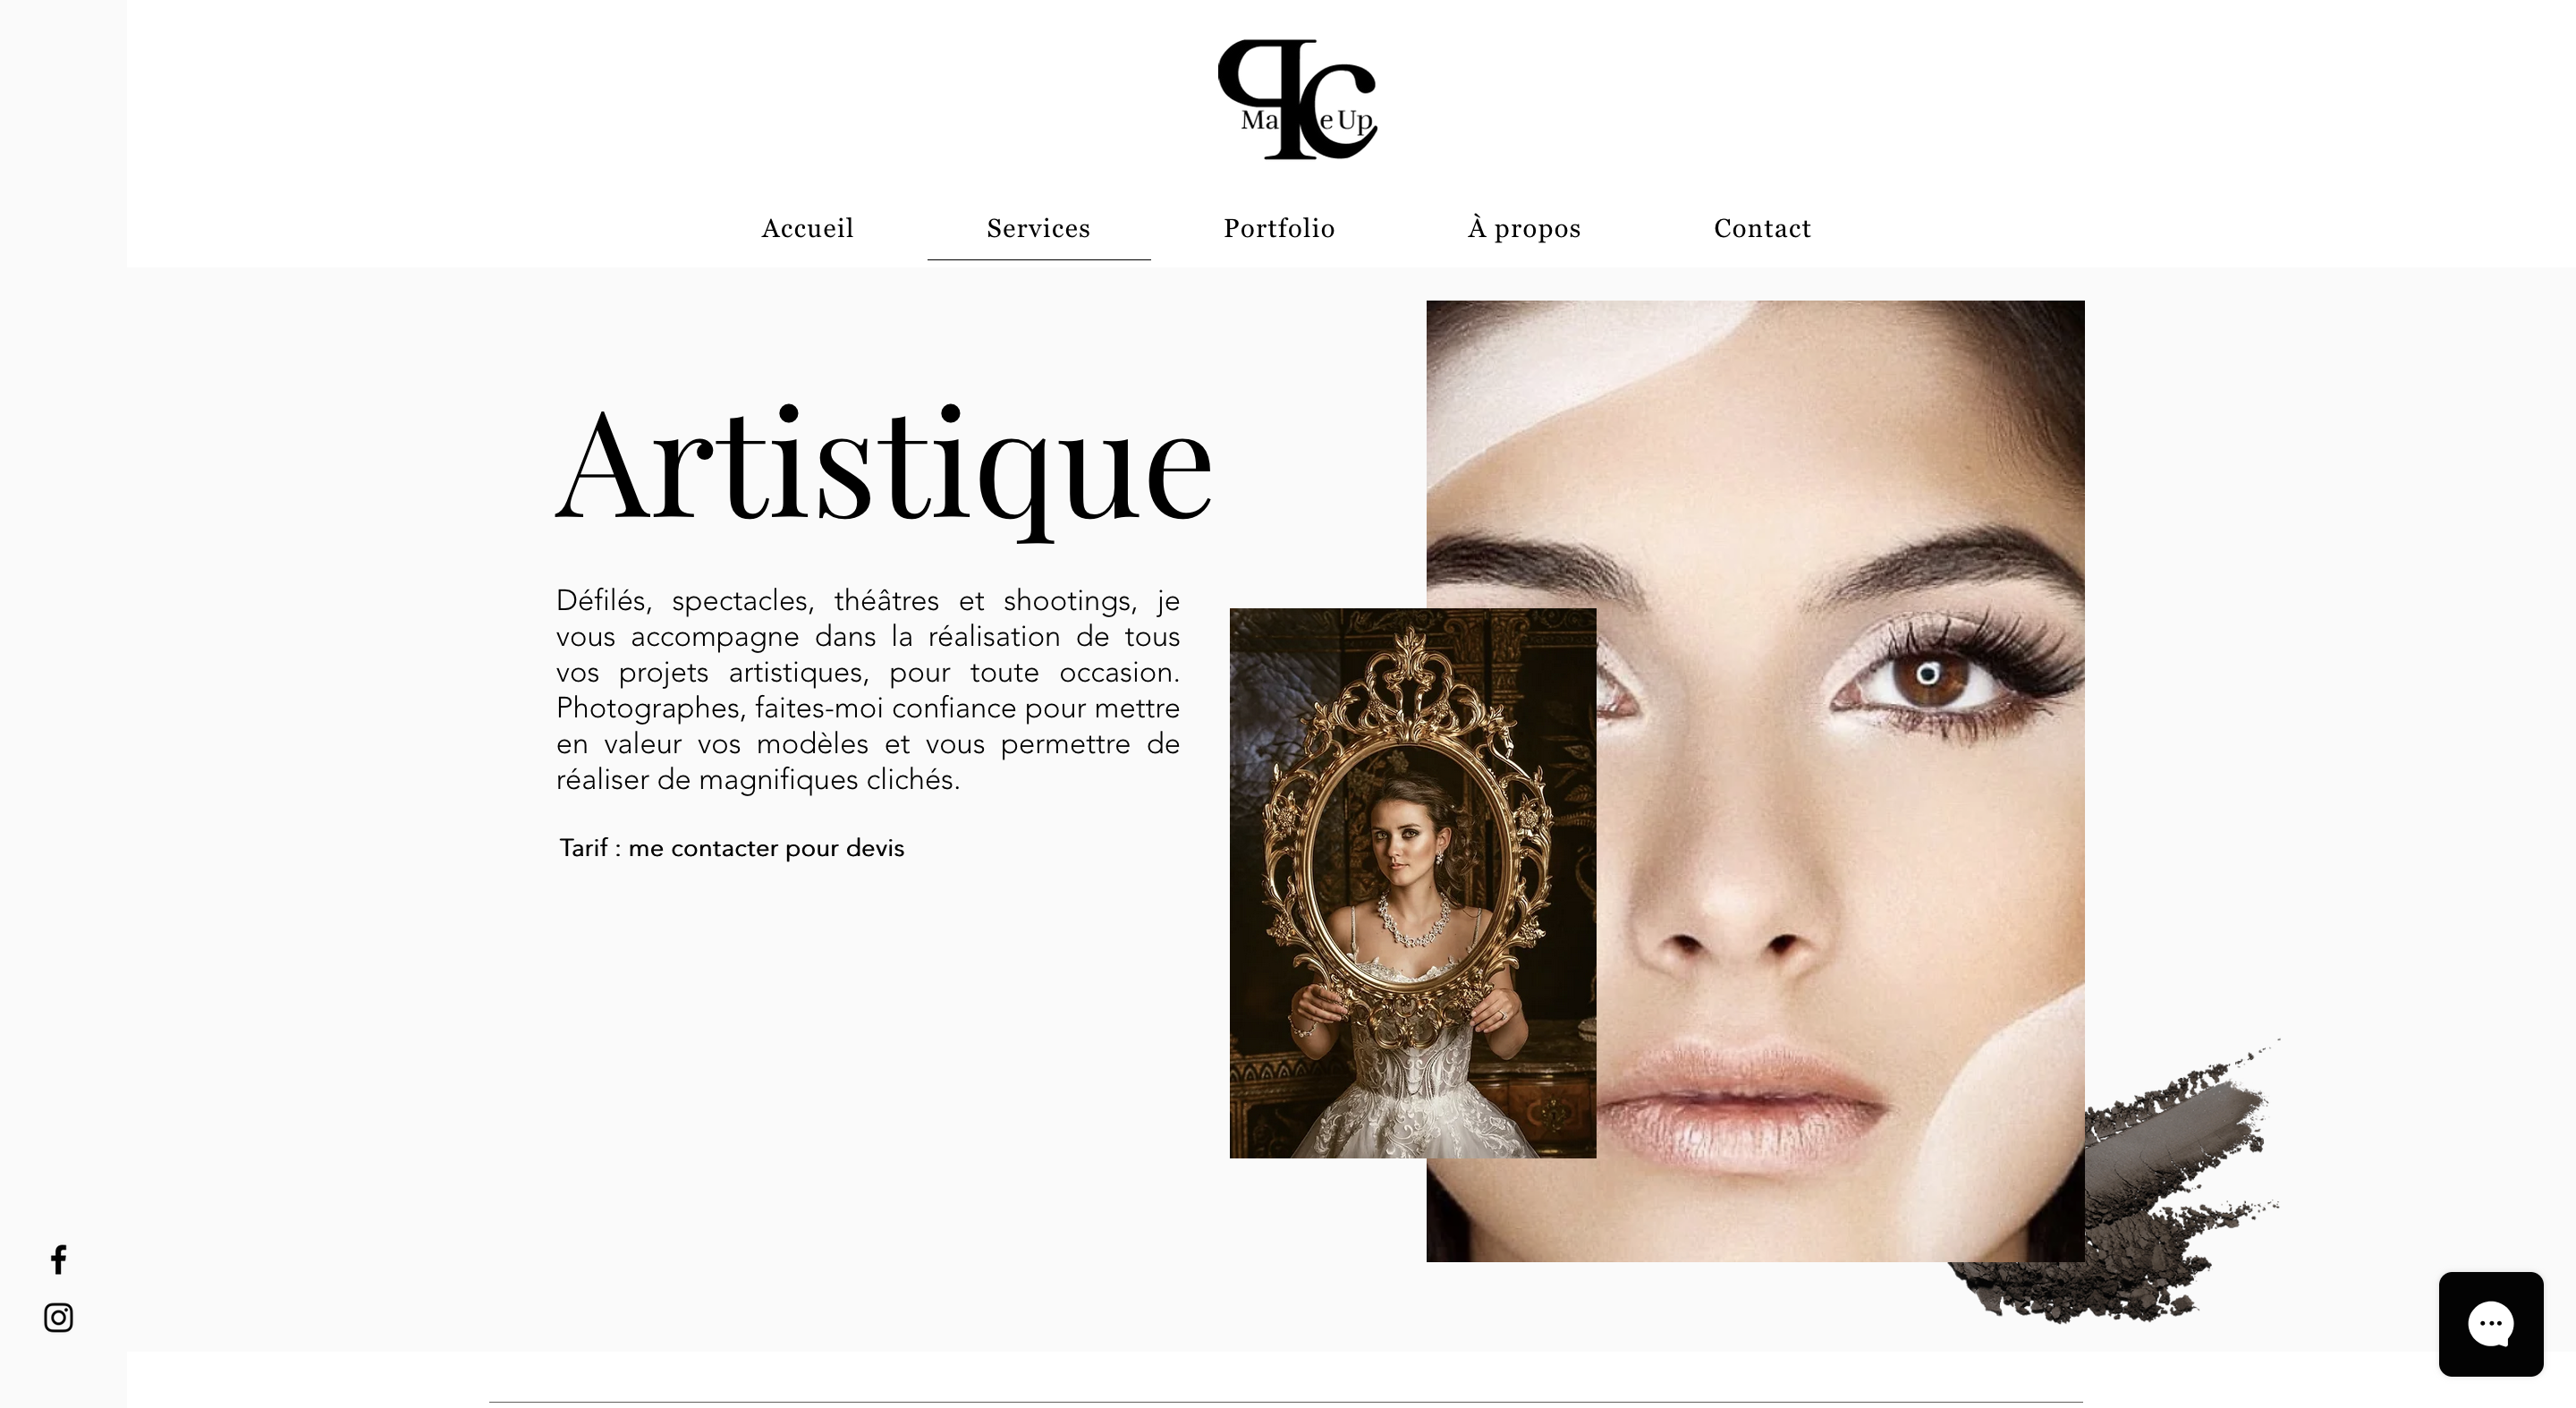 Make Up
Accueil
Services
Portfolio
À propos
Contact
Artistique
Défilés, spectacles, théâtres et shootings, je
vous accompagne dans la réalisation de tous
vos projets artistiques, pour toute occasion.
Photographes, faites-moi confiance pour mettre
en valeur vos modèles et vous permettre de
réaliser de magnifiques clichés.
Tarif : me contacter pour devis